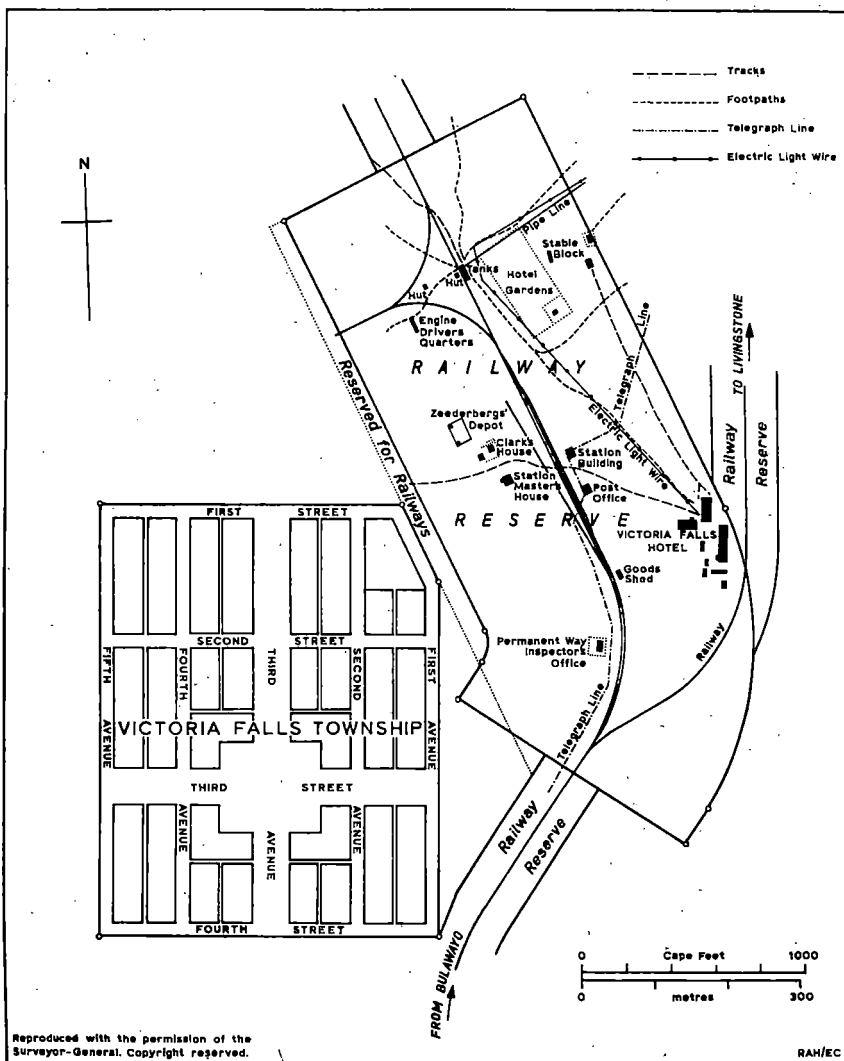 Tracks
Footpaths
Telegraph Line
Electric Light Wire
N
Pipe Line
Stable
Block
Tanks
Hut
Hotel
Gardens
Hut
Engine
Drivers
Quarters
Telegraph Line
TO LIVINGSTONE
RAILWAY
Reserved for Railways
Zeederbergs'
Depot
Clark's
House
Station
Building
Electric Light Wire
Railway
Reserve
Station
Master's
House
Post
Office
RESERVE
VICTORIA FALLS
HOTEL
Goods
Shed
Permanent Way
Inspectors
Office
Railway
Telegraph Line
FIRST STREET
SECOND STREET
FIFTH AVENUE
FOURTH AVENUE
THIRD AVENUE
SECOND AVENUE
FIRST AVENUE
VICTORIA FALLS TOWNSHIP
THIRD STREET
FOURTH STREET
Railway
Reserve
FROM BULAWAYO
0 Cape Feet 1000
0 metres 300
Reproduced with the permission of the
Surveyor-General. Copyright reserved.
RAH/EC